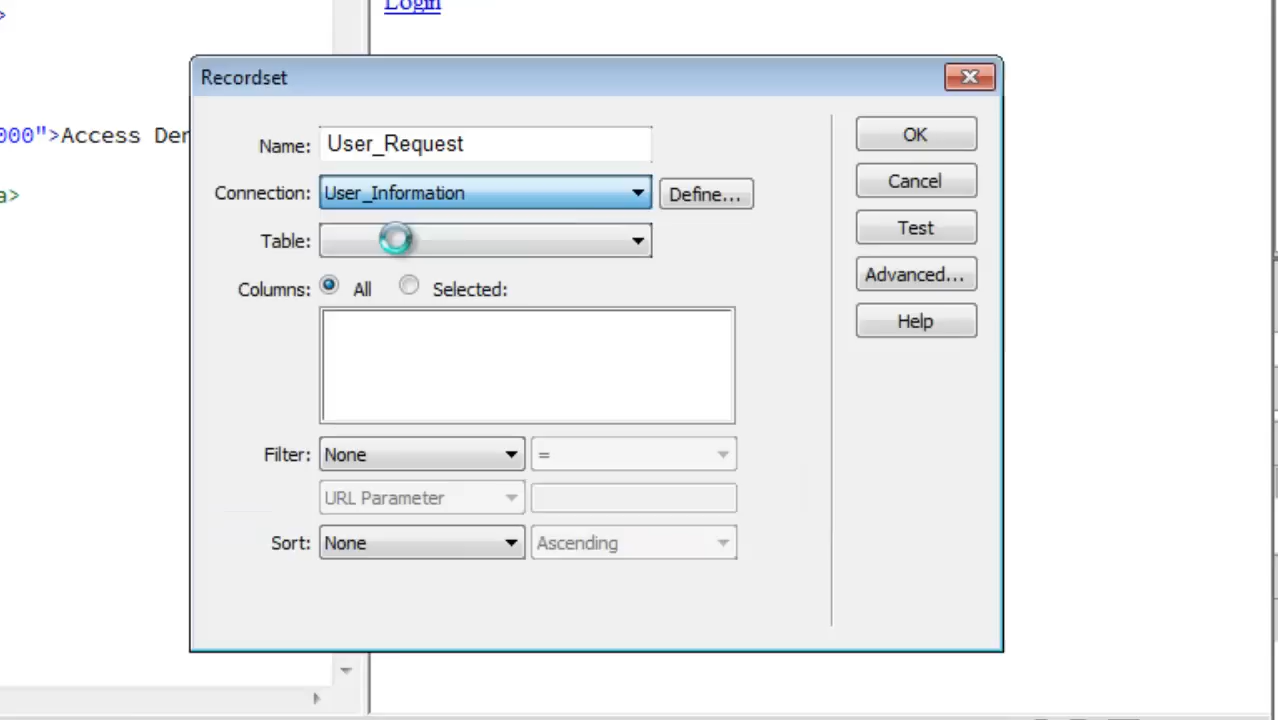 >
Login
Recordset
000">Access Der
a>
Name: User_Request
OK
Connection: User_Information Define...
Cancel
Table:
Test
Columns: All Selected:
Advanced...
Help
Filter: None =
URL Parameter
Sort: None Ascending